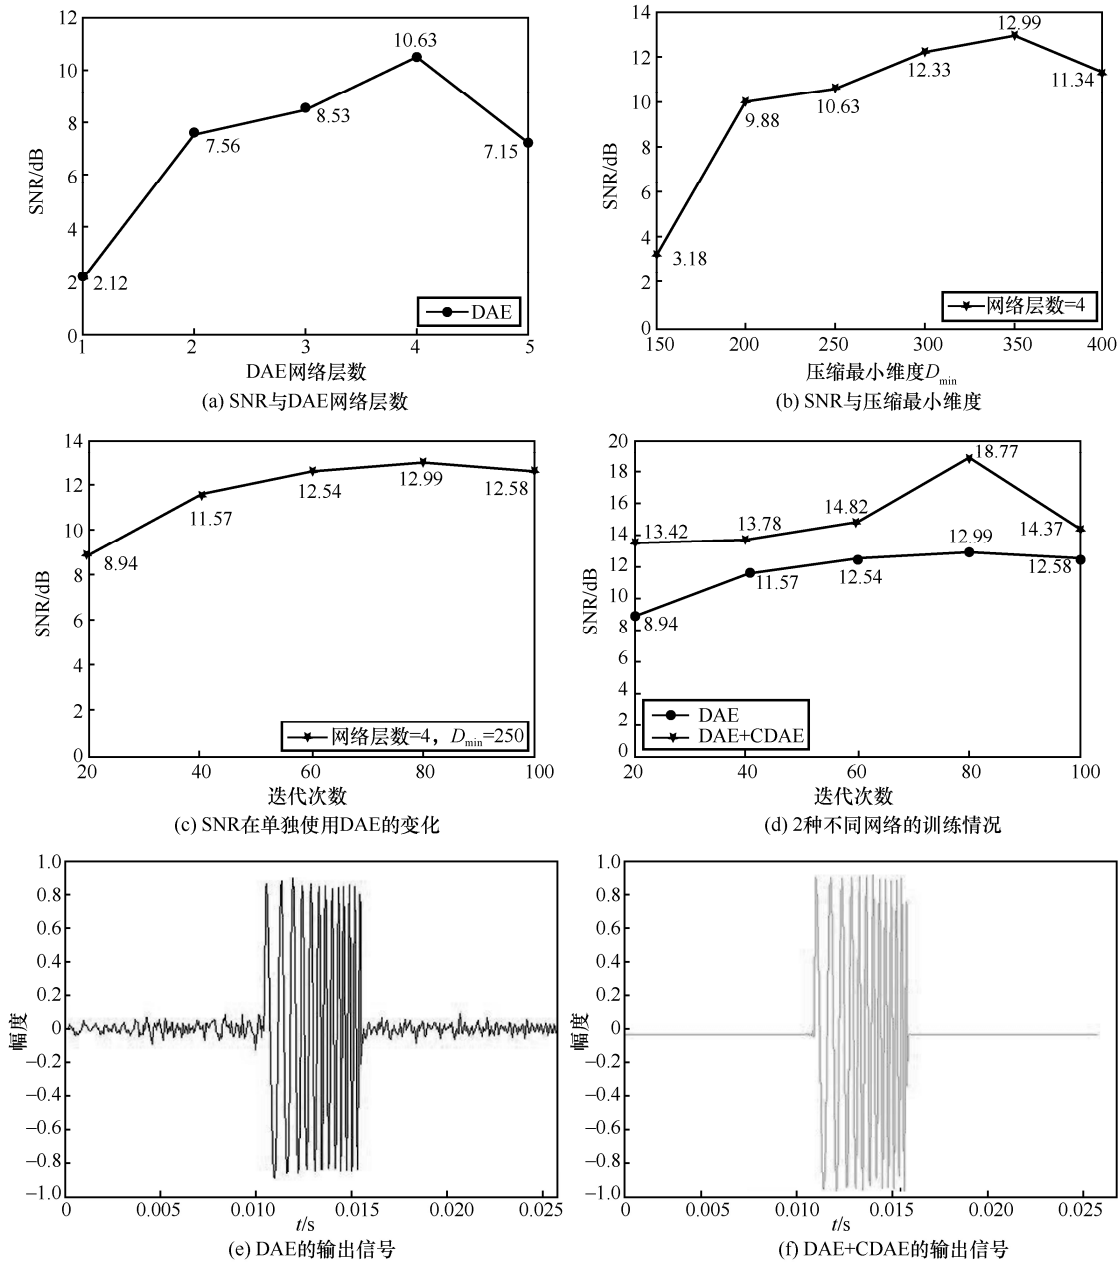 12
10
8
6
4
2
0
SNR/dB
2.12
7.56
8.53
10.63
7.15
DAE
1 2 3 4 5
DAE网络层数
(a) SNR与DAE网络层数
14
12
10
8
6
4
2
0
SNR/dB
3.18
9.88
10.63
12.33
12.99
11.34
网络层数=4
150 200 250 300 350 400
压缩最小维度Dmin
(b) SNR与压缩最小维度
14
12
10
8
6
4
2
0
SNR/dB
8.94
11.57
12.54
12.99
12.58
网络层数=4，Dmin=250
20 40 60 80 100
迭代次数
(c) SNR在单独使用DAE的变化
20
18
16
14
12
10
8
6
4
2
0
SNR/dB
13.42
13.78
14.82
18.77
14.37
8.94
11.57
12.54
12.99
12.58
DAE
DAE+CDAE
20 40 60 80 100
迭代次数
(d) 2种不同网络的训练情况
1.0
0.8
0.6
0.4
0.2
0
−0.2
−0.4
−0.6
−0.8
−1.0
幅度
0 0.005 0.010 0.015 0.020 0.025
t/s
(e) DAE的输出信号
1.0
0.8
0.6
0.4
0.2
0
−0.2
−0.4
−0.6
−0.8
−1.0
幅度
0 0.005 0.010 0.015 0.020 0.025
t/s
(f) DAE+CDAE的输出信号